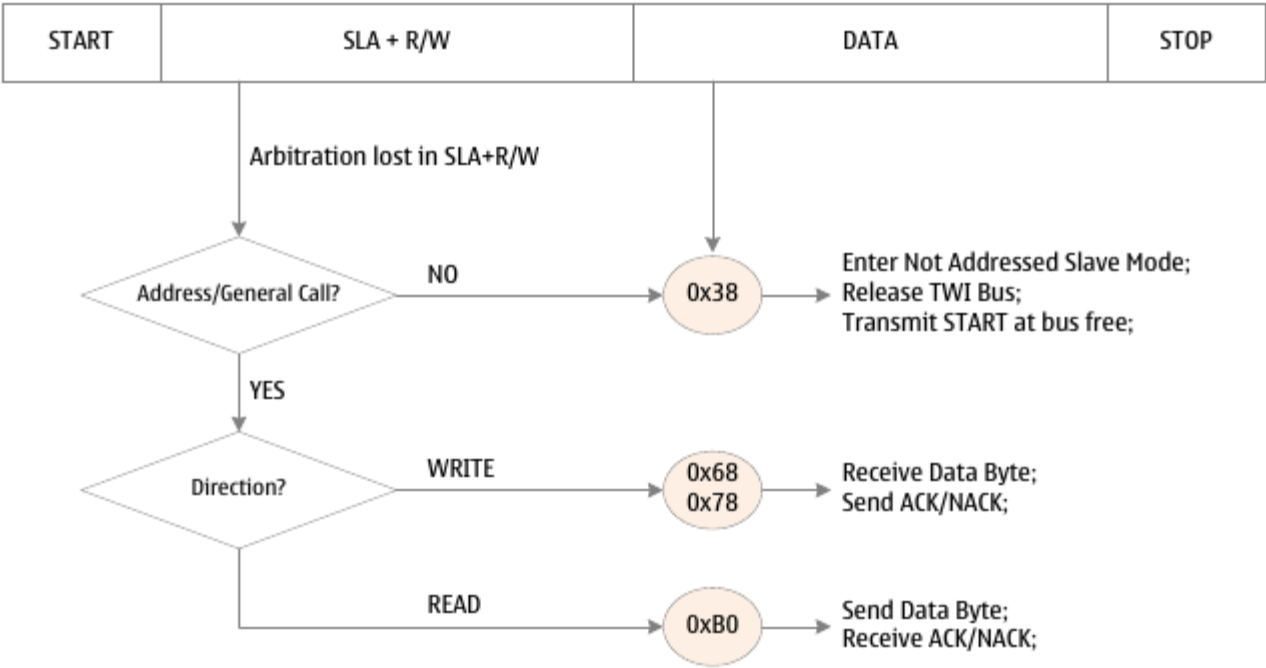 START SLA + R/W DATA STOP
Arbitration lost in SLA+R/W
Address/General Call?
NO
0x38
Enter Not Addressed Slave Mode;
Release TWI Bus;
Transmit START at bus free;
YES
Direction?
WRITE
0x68
0x78
Receive Data Byte;
Send ACK/NACK;
READ
0xB0
Send Data Byte;
Receive ACK/NACK;